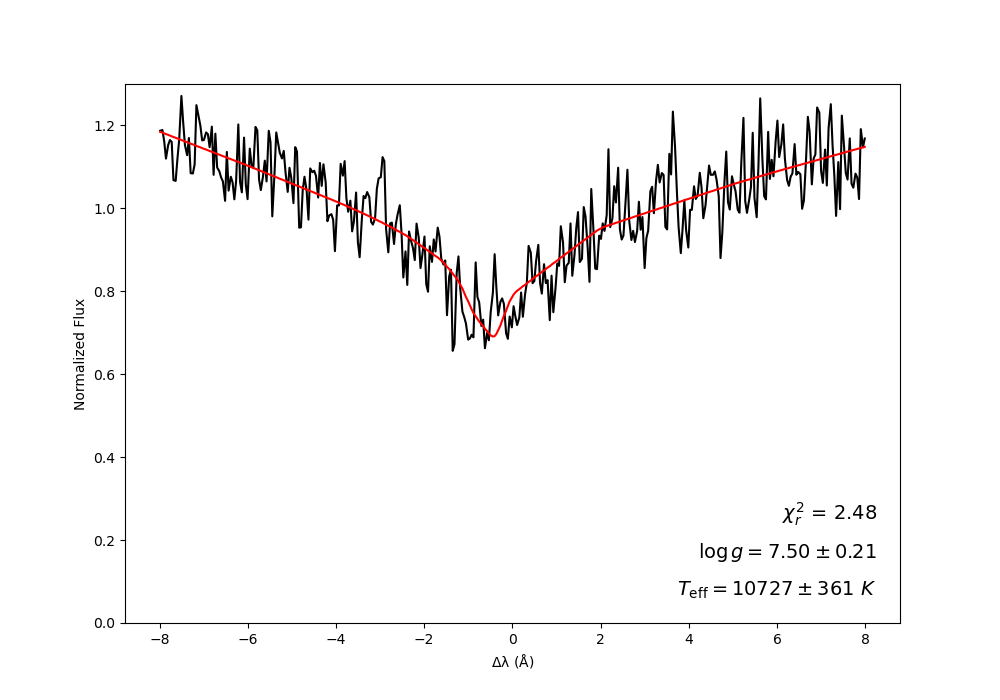 1.2
1.0
0.8
0.6
0.4
0.2
0.0
Normalized Flux
χ²ᵣ = 2.48
log g = 7.50 ± 0.21
T_eff = 10727 ± 361 K
−8 −6 −4 −2 0 2 4 6 8
Δλ (Å)